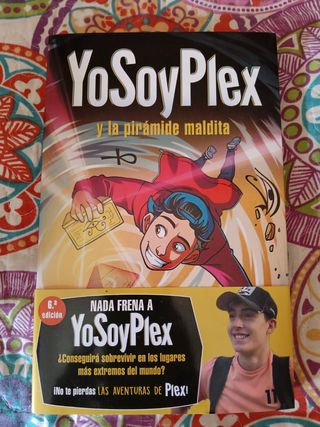 YoSoyPlex
y la pirámide maldita
6.ª
edición
NADA FRENA A
YoSoyPlex
¿Conseguirá sobrevivir en los lugares
más extremos del mundo?
¡No te pierdas LAS AVENTURAS DE Plex!